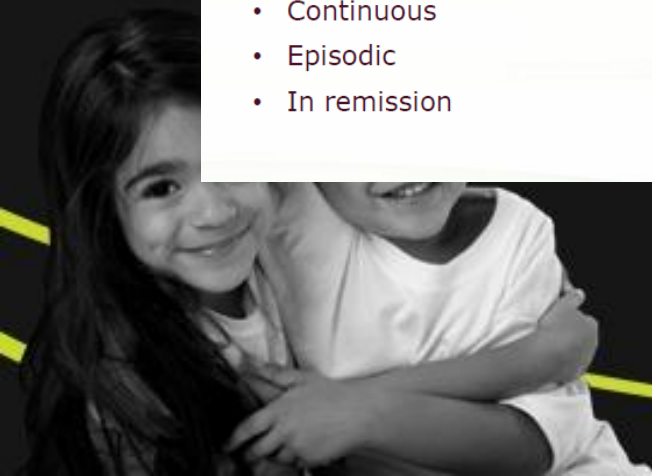 • Continuous
• Episodic
• In remission